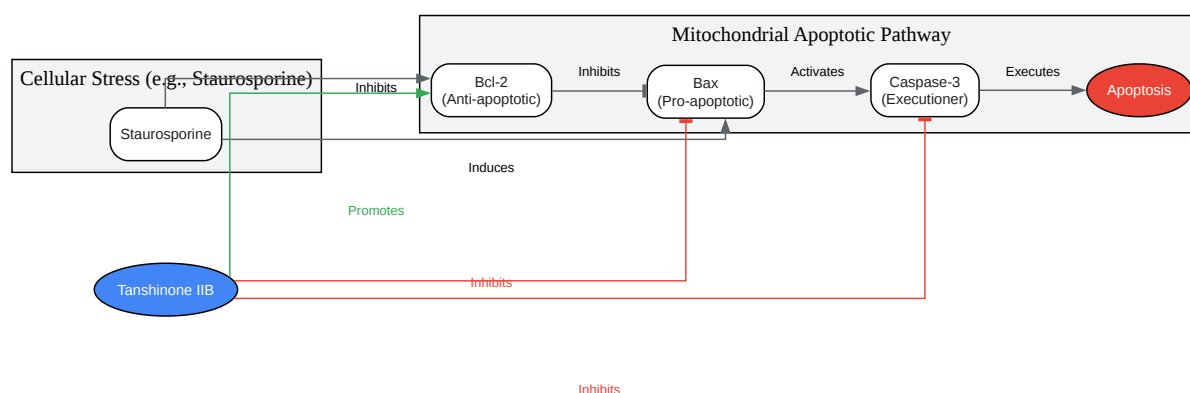 Mitochondrial Apoptotic Pathway
Cellular Stress (e.g., Staurosporine)
Bcl-2
(Anti-apoptotic)
Inhibits
Bax
(Pro-apoptotic)
Activates
Caspase-3
(Executioner)
Executes
Apoptosis
Inhibits
Staurosporine
Induces
Promotes
Tanshinone IIB
Inhibits
Inhibits